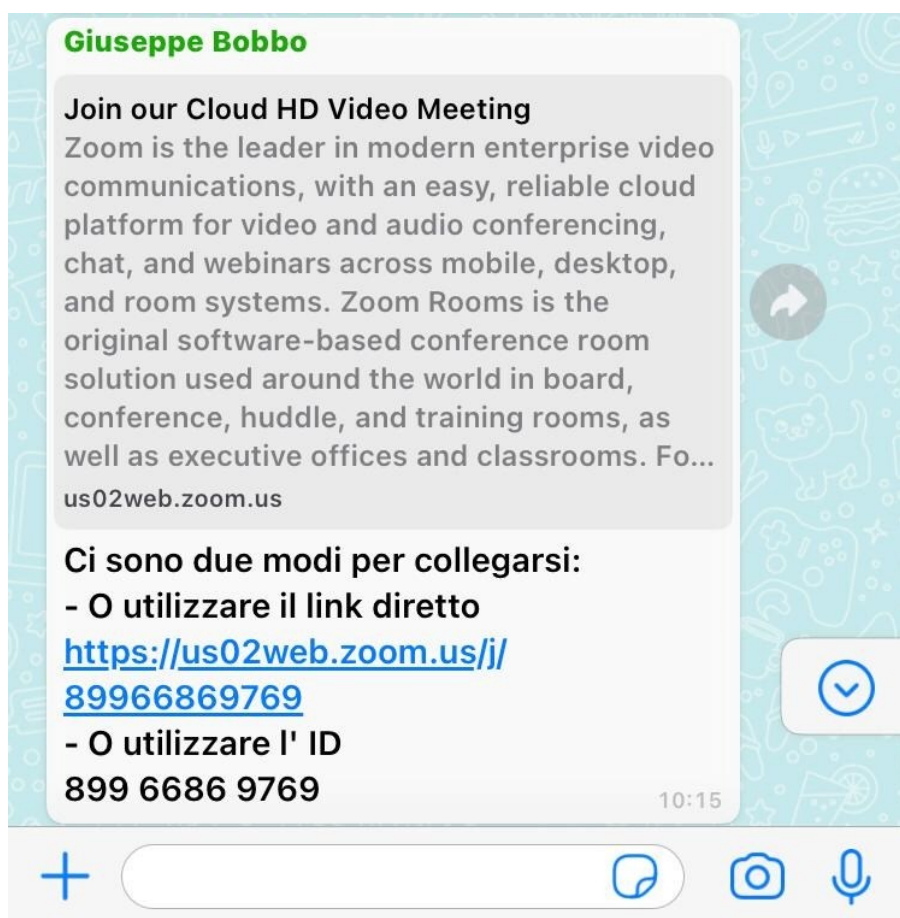 Giuseppe Bobbo
Join our Cloud HD Video Meeting
Zoom is the leader in modern enterprise video
communications, with an easy, reliable cloud
platform for video and audio conferencing,
chat, and webinars across mobile, desktop,
and room systems. Zoom Rooms is the
original software-based conference room
solution used around the world in board,
conference, huddle, and training rooms, as
well as executive offices and classrooms. Fo...
us02web.zoom.us
Ci sono due modi per collegarsi:
- O utilizzare il link diretto
https://us02web.zoom.us/j/
89966869769
- O utilizzare l' ID
899 6686 9769
10:15